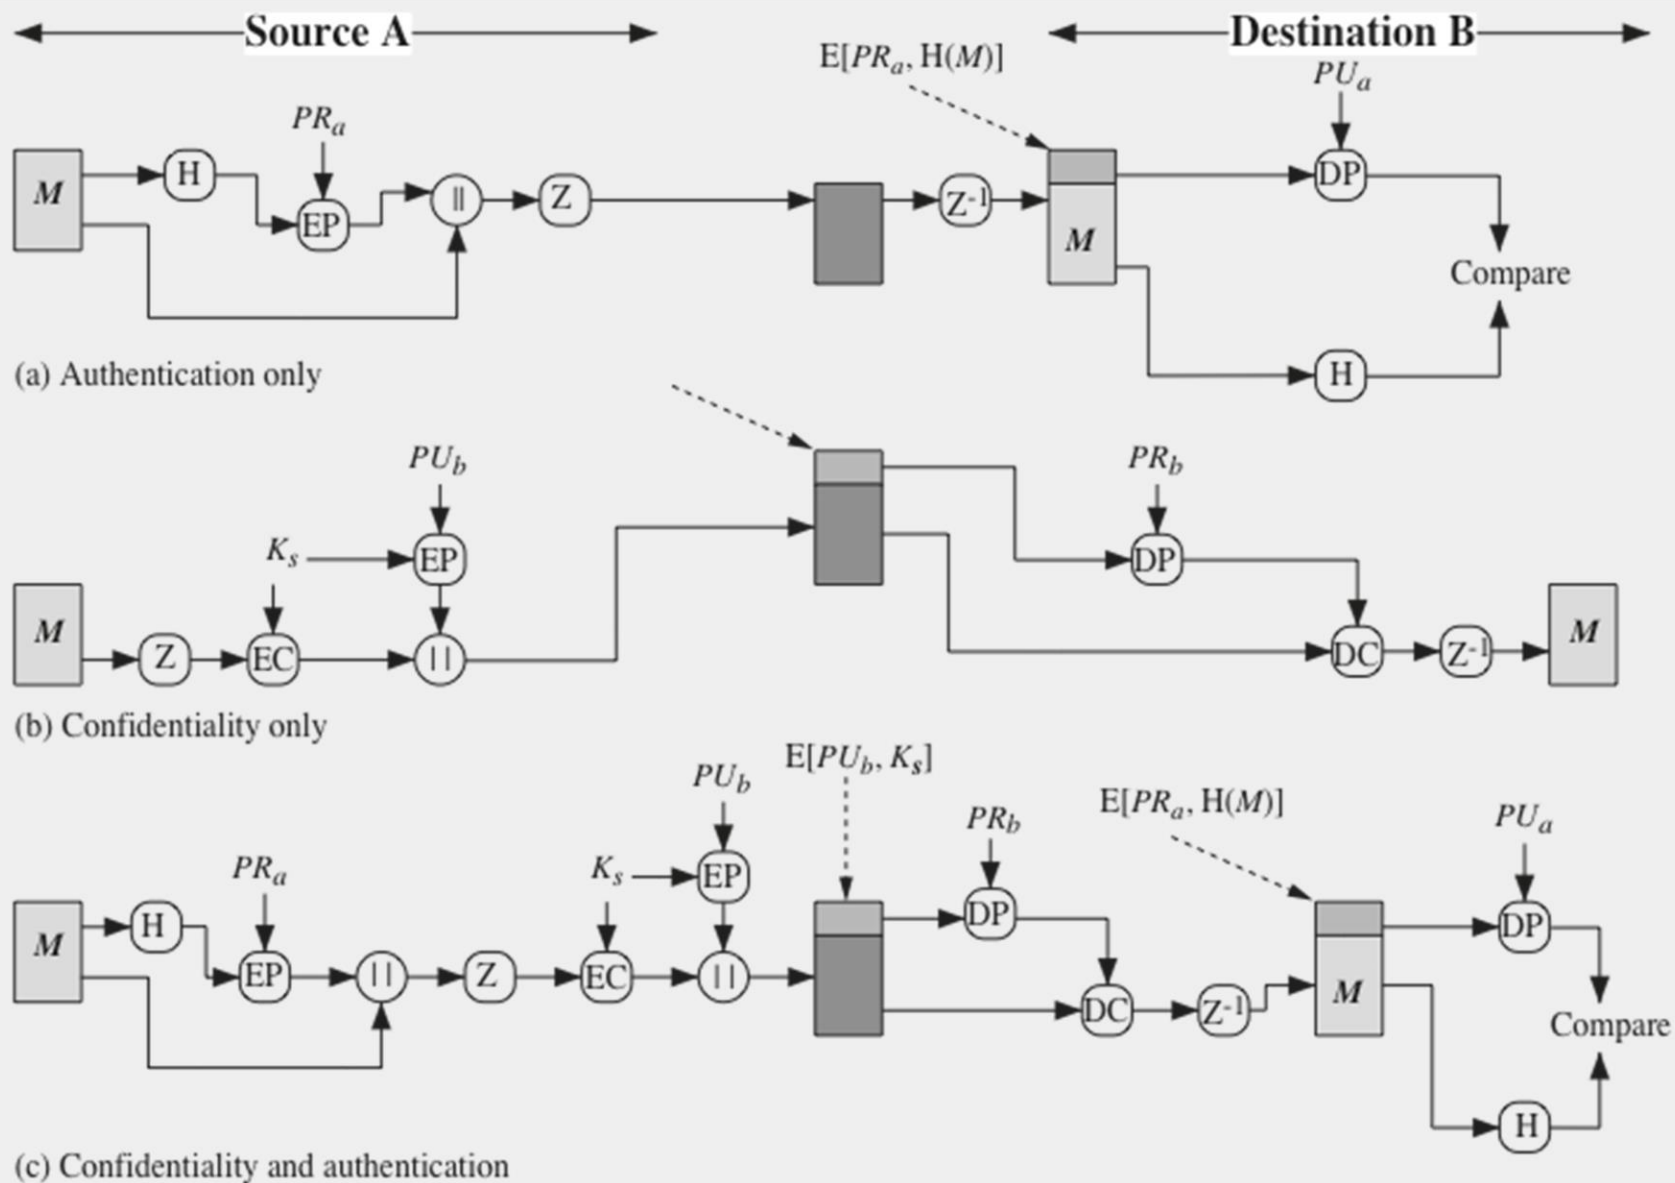 Source A
Destination B
E[PRa, H(M)]
PUa
PRa
M
H
EP
||
Z
Z-1
M
DP
Compare
H
(a) Authentication only
PUb
PRb
Ks
EP
DP
M
Z
EC
||
DC
Z-1
M
(b) Confidentiality only
PUb
E[PUb, Ks]
E[PRa, H(M)]
PRb
PUa
PRa
Ks
EP
M
H
DP
DP
EP
||
Z
EC
||
DC
Z-1
M
Compare
H
(c) Confidentiality and authentication